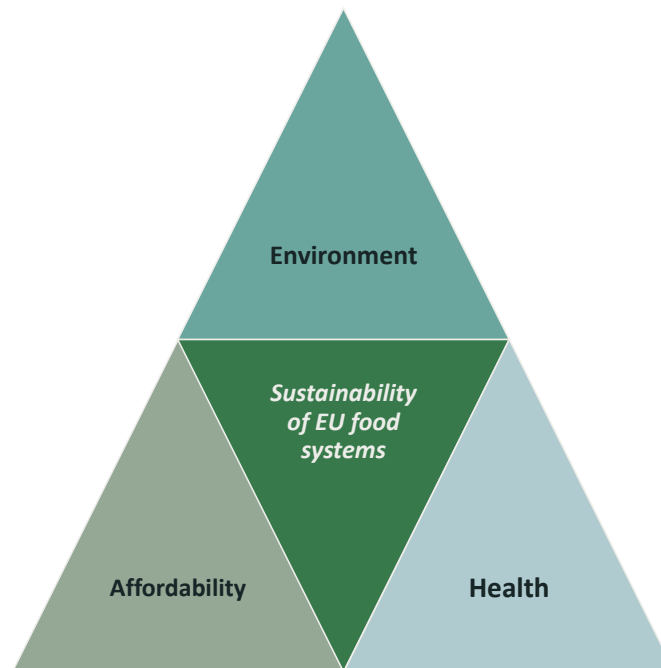 Environment
Sustainability
of EU food
systems
Affordability
Health